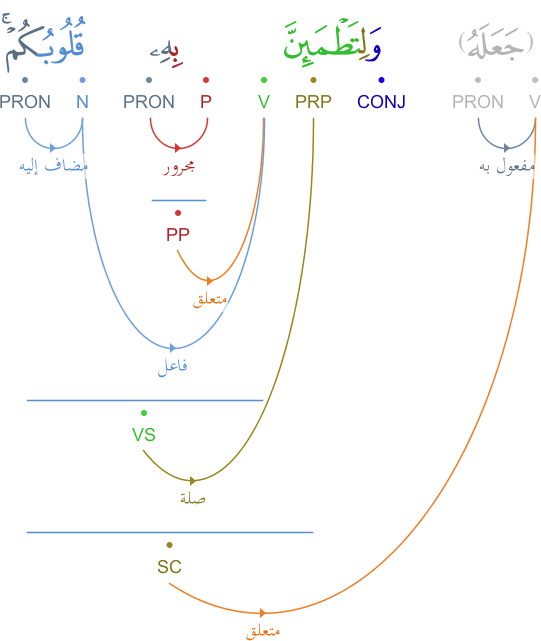 (جَعَلَهُ) وَلِتَطْمَئِنَّ بِهِۦ قُلُوبُكُمْ ۚ
V PRON CONJ PRP V P PRON N PRON
مفعول به مجرور مضاف إليه
PP
متعلق
فاعل
VS
صلة
SC
متعلق